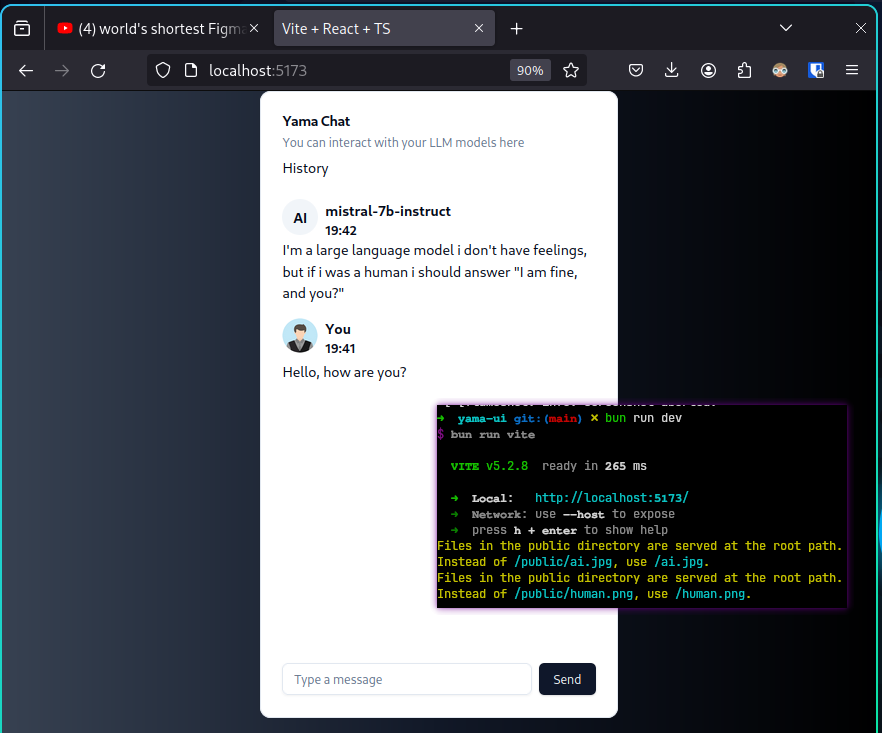 (4) world's shortest Figma
Vite + React + TS
localhost:5173
90%
Yama Chat
You can interact with your LLM models here
History
AI
mistral-7b-instruct
19:42
I'm a large language model i don't have feelings,
but if i was a human i should answer "I am fine,
and you?"
You
19:41
Hello, how are you?
➜ yama-ui git:(main) ✗ bun run dev
$ bun run vite
VITE v5.2.8 ready in 265 ms
➜ Local: http://localhost:5173/
➜ Network: use --host to expose
➜ press h + enter to show help
Files in the public directory are served at the root path.
Instead of /public/ai.jpg, use /ai.jpg.
Files in the public directory are served at the root path.
Instead of /public/human.png, use /human.png.
Type a message
Send